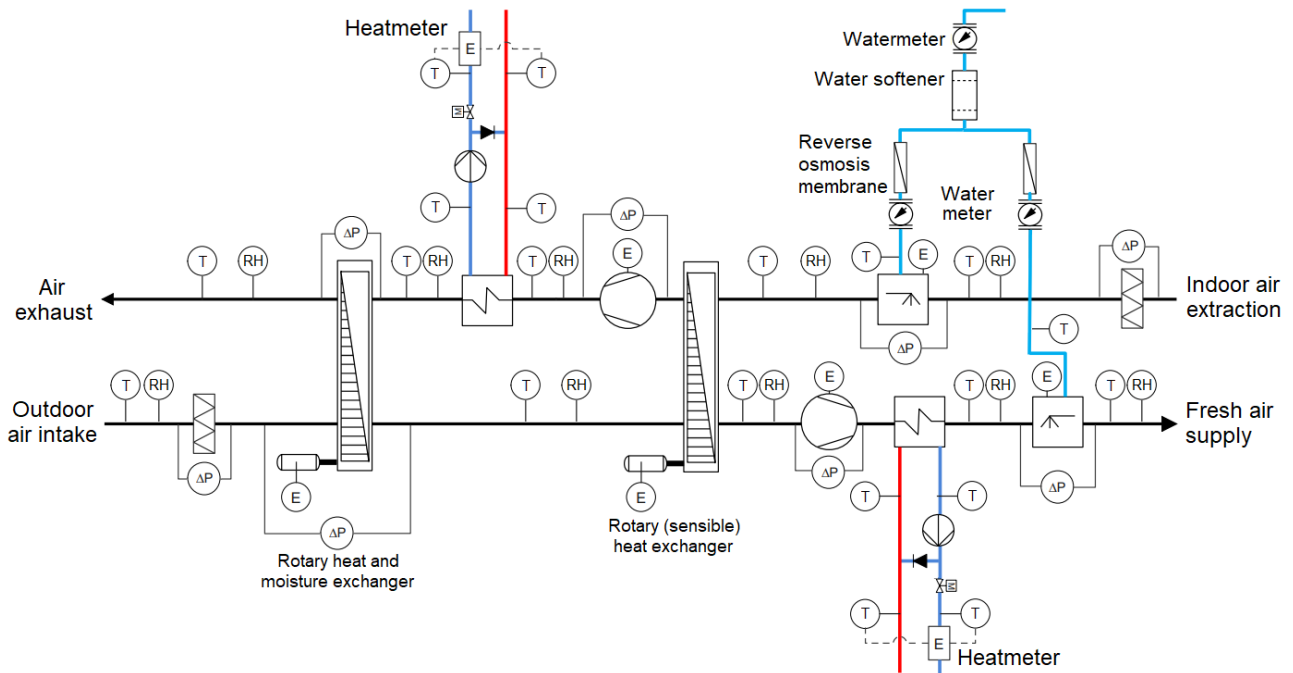 Heatmeter
E
T
T
M
T
T
Watermeter
Water softener
Reverse
osmosis
membrane
Water
meter
ΔP
ΔP
ΔP
T
RH
T
RH
T
RH
E
T
RH
T
E
T
RH
Air
exhaust
Indoor air
extraction
T
ΔP
T
RH
T
RH
T
RH
E
T
RH
E
T
RH
Outdoor
air intake
Fresh air
supply
ΔP
E
E
ΔP
ΔP
T
T
ΔP
Rotary (sensible)
heat exchanger
Rotary heat and
moisture exchanger
M
T
T
E
Heatmeter